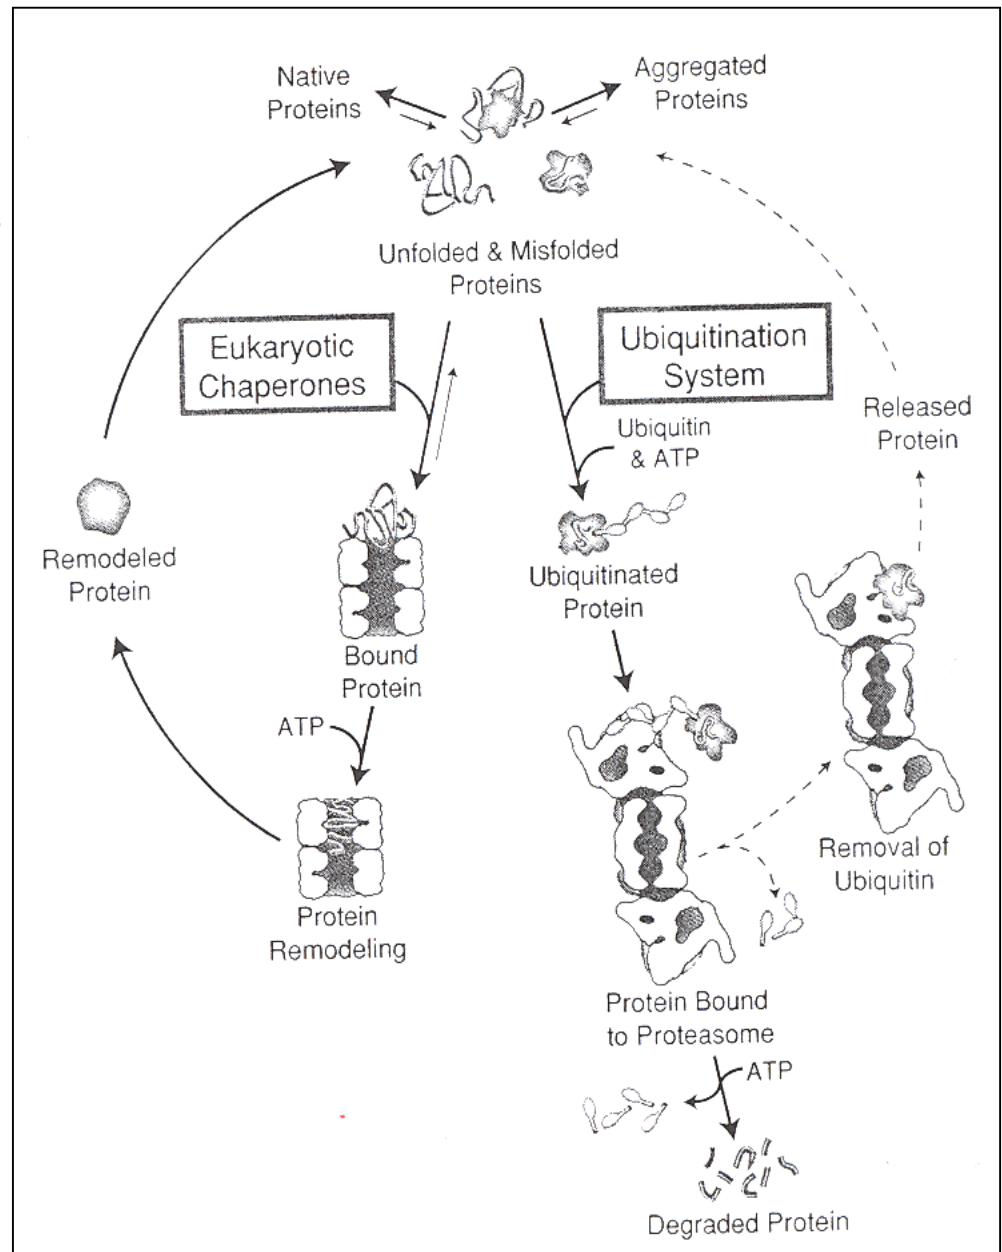 Native
Proteins
Aggregated
Proteins
Unfolded & Misfolded
Proteins
Eukaryotic
Chaperones
Ubiquitination
System
Ubiquitin
& ATP
Released
Protein
Remodeled
Protein
Ubiquitinated
Protein
Bound
Protein
ATP
Removal of
Ubiquitin
Protein
Remodeling
Protein Bound
to Proteasome
ATP
Degraded Protein